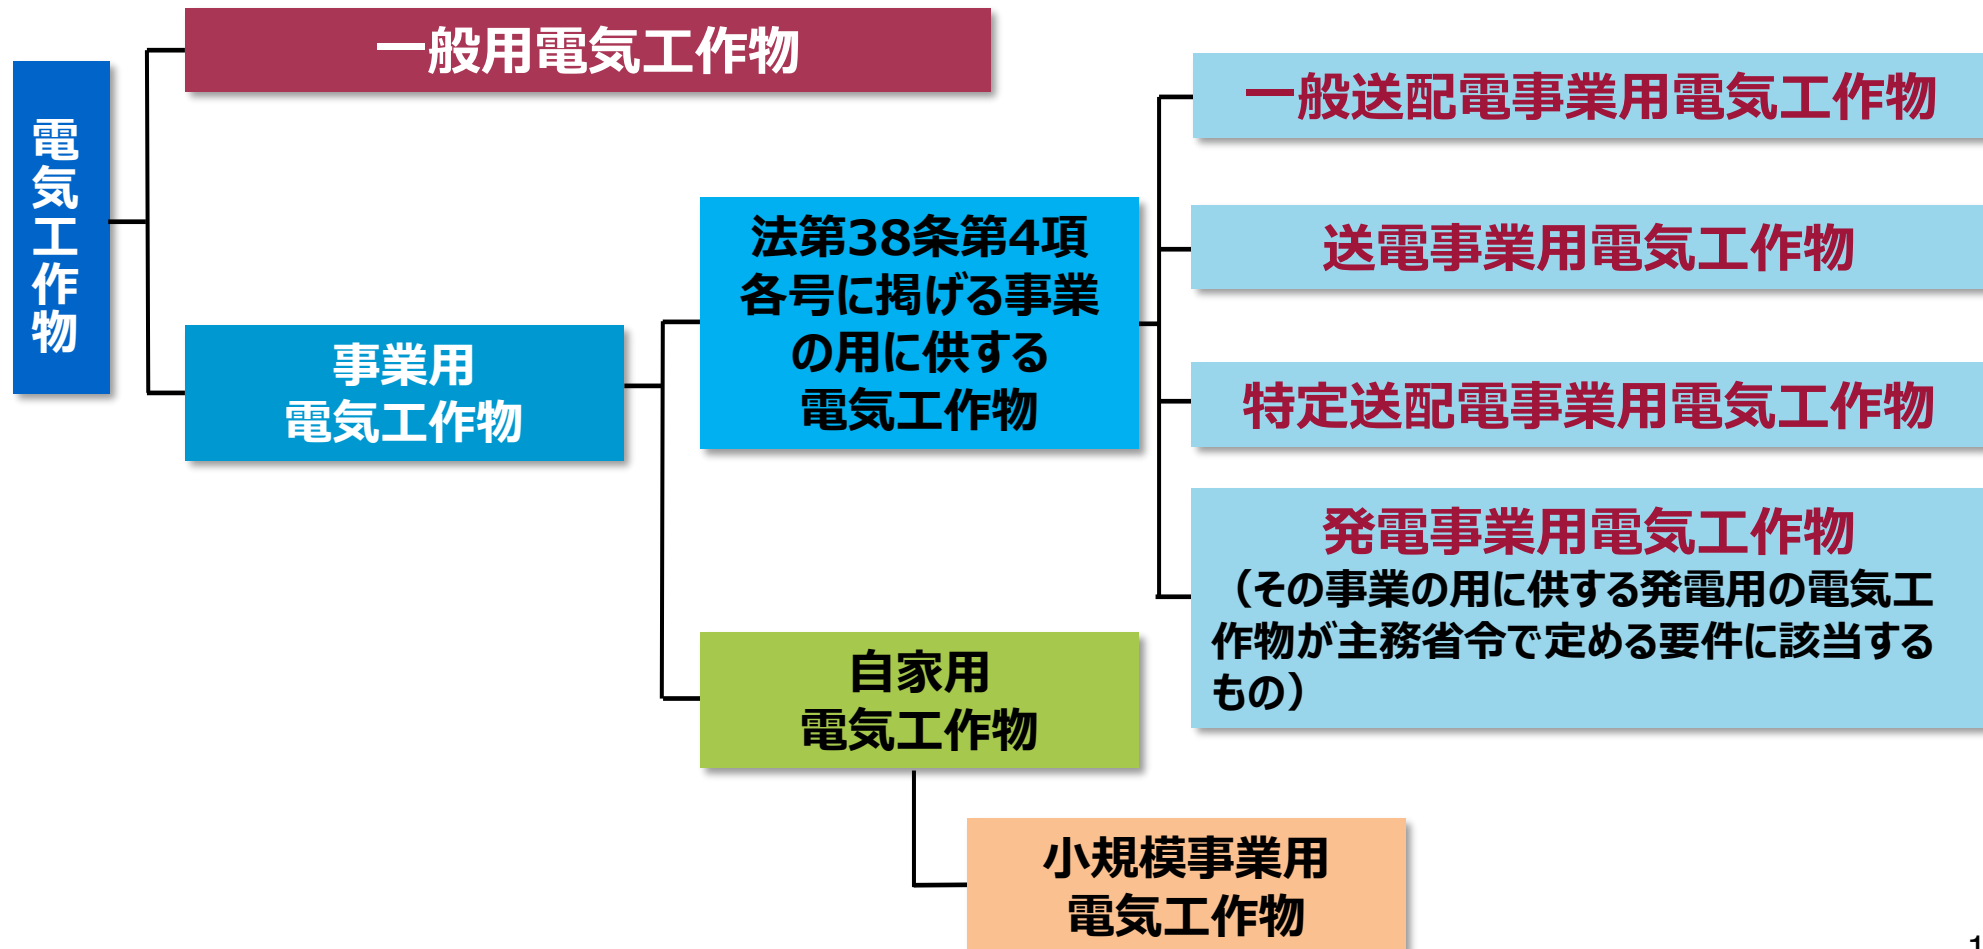 電気工作物
一般用電気工作物
事業用
電気工作物
法第38条第4項
各号に掲げる事業
の用に供する
電気工作物
自家用
電気工作物
小規模事業用
電気工作物
一般送配電事業用電気工作物
送電事業用電気工作物
特定送配電事業用電気工作物
発電事業用電気工作物
（その事業の用に供する発電用の電気工
作物が主務省令で定める要件に該当する
もの）